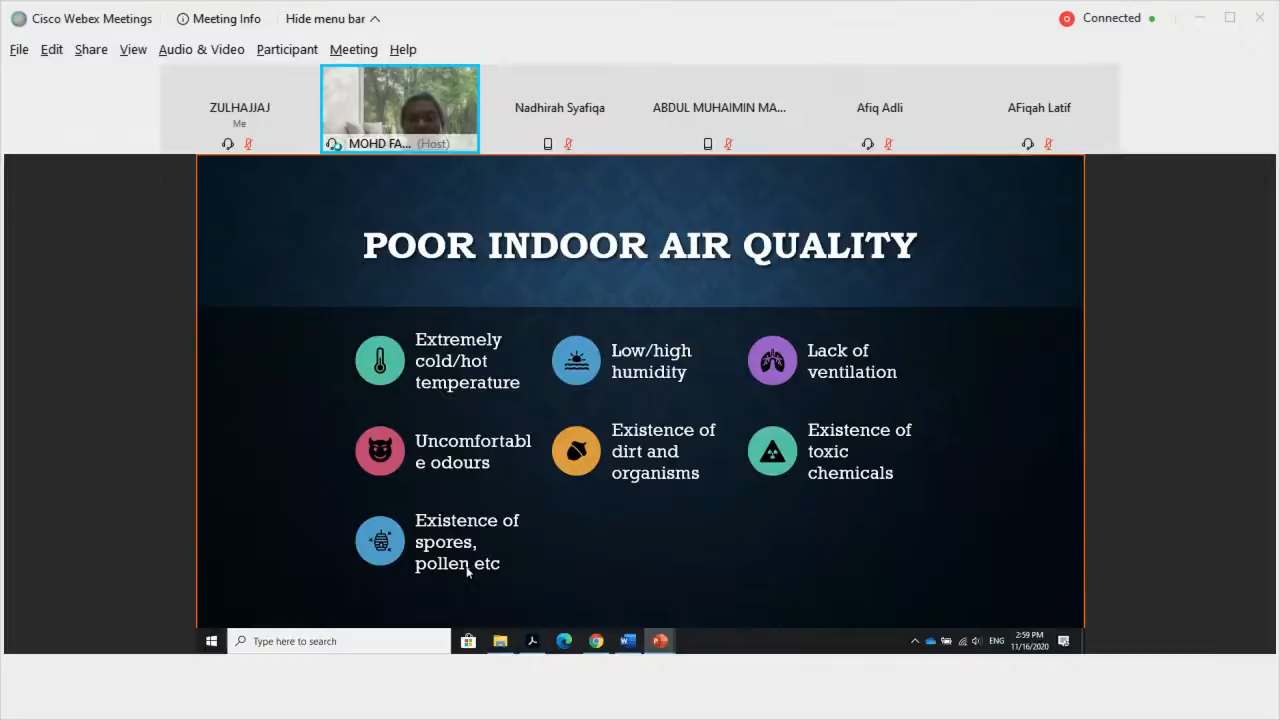 Cisco Webex Meetings
Meeting Info
Hide menu bar
Connected
File Edit Share View Audio & Video Participant Meeting Help
ZULHAJJAJ
Me
MOHD FA... (Host)
Nadhirah Syafiqa
ABDUL MUHAIMIN MA...
Afiq Adli
AFiqah Latif
POOR INDOOR AIR QUALITY
Extremely
cold/hot
temperature
Low/high
humidity
Lack of
ventilation
Uncomfortabl
e odours
Existence of
dirt and
organisms
Existence of
toxic
chemicals
Existence of
spores,
pollen etc
Type here to search
ENG
2:59 PM
11/16/2020